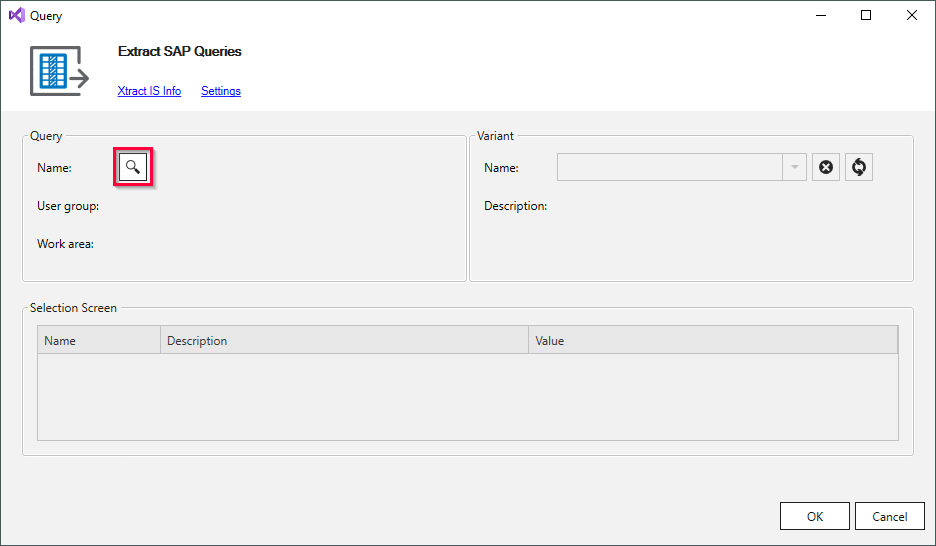 Query
Extract SAP Queries
Xtract IS Info Settings
Query
Name:
User group:
Work area:
Variant
Name:
Description:
Selection Screen
Name Description Value
OK Cancel